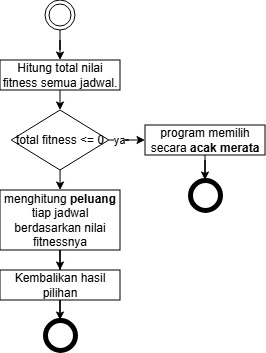 Hitung total nilai
fitness semua jadwal.
total fitness <= 0
ya
program memilih
secara acak merata
menghitung peluang
tiap jadwal
berdasarkan nilai
fitnessnya
Kembalikan hasil
pilihan